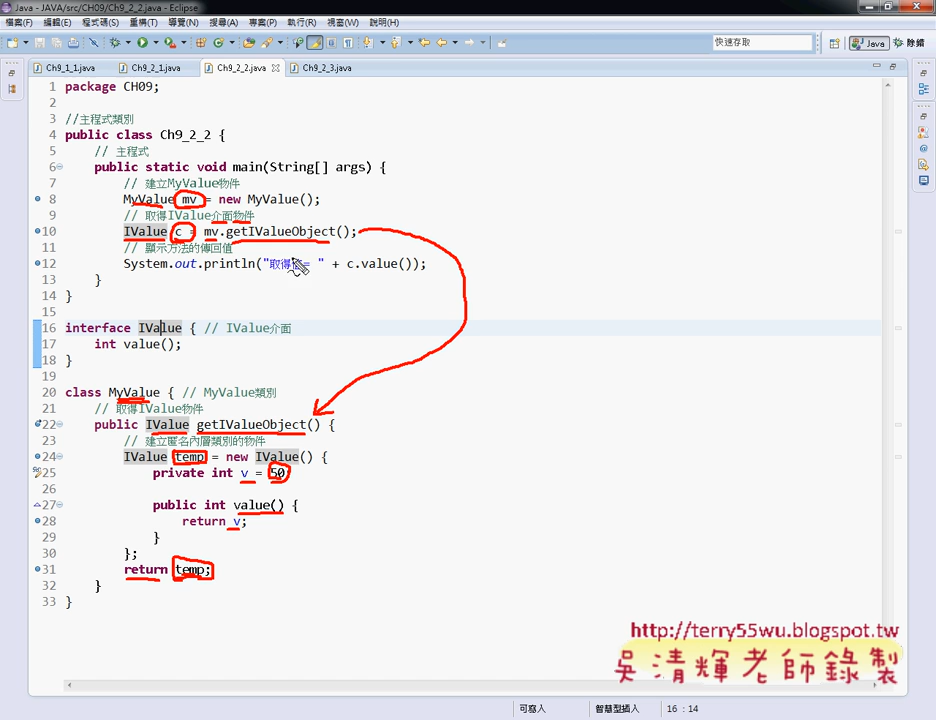 Java - JAVA/src/CH09/Ch9_2_2.java - Eclipse
檔案(F) 編輯(E) 程式碼(S) 重構(T) 導覽(N) 搜尋(A) 專案(P) 執行(R) 視窗(W) 說明(H)
快速存取 Java 除錯
Ch9_1_1.java Ch9_2_1.java Ch9_2_2.java Ch9_2_3.java
1 package CH09;
2
3 //主程式類別
4 public class Ch9_2_2 {
5 // 主程式
6 public static void main(String[] args) {
7 // 建立MyValue物件
8 MyValue mv = new MyValue();
9 // 取得IValue介面物件
10 IValue c = mv.getIValueObject();
11 // 顯示方法的傳回值
12 System.out.println("取得值= " + c.value());
13 }
14 }
15
16 interface IValue { // IValue介面
17 int value();
18 }
19
20 class MyValue { // MyValue類別
21 // 取得IValue物件
22 public IValue getIValueObject() {
23 // 建立匿名內層類別的物件
24 IValue temp = new IValue() {
25 private int v = 50;
26
27 public int value() {
28 return v;
29 }
30 };
31 return temp;
32 }
33 }
http://terry55wu.blogspot.tw
吳清輝老師錄製
可寫入 智慧型插入 16 : 14